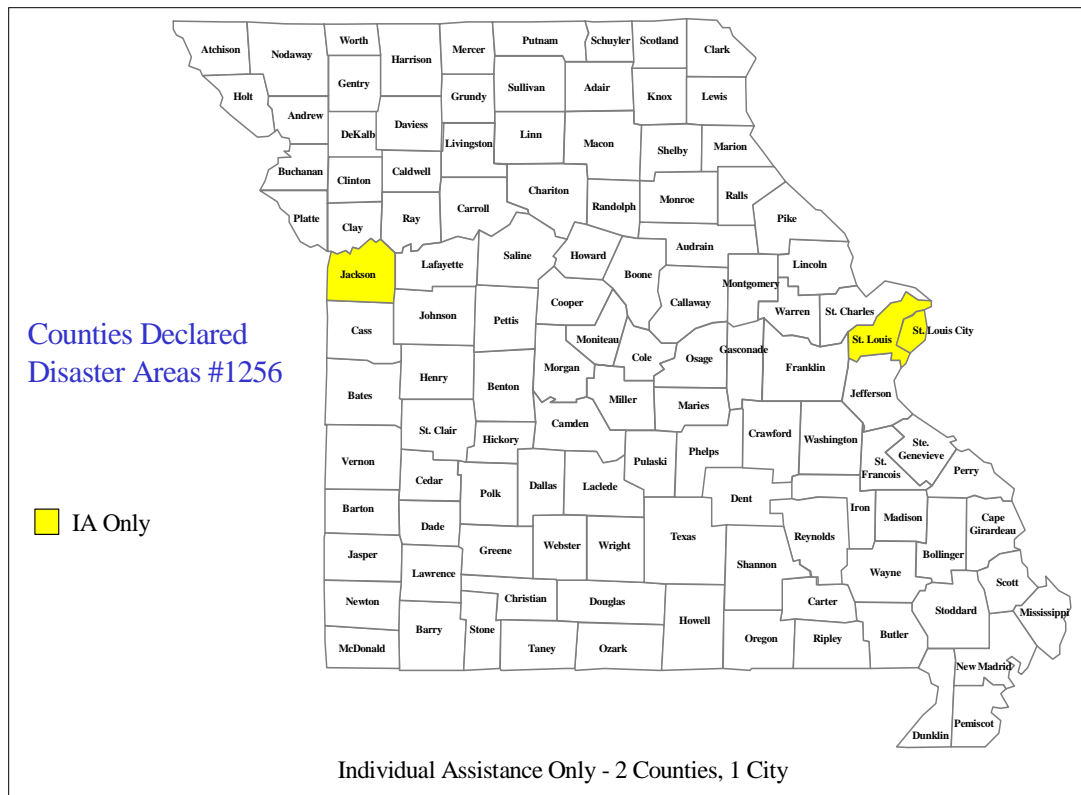 Worth
Mercer
Putnam
Schuyler
Scotland
Clark
Atchison
Nodaway
Harrison
Gentry
Sullivan
Adair
Holt
Grundy
Knox
Lewis
Andrew
Daviess
DeKalb
Linn
Macon
Livingston
Shelby
Marion
Buchanan
Caldwell
Clinton
Chariton
Monroe
Ralls
Platte
Clay
Ray
Carroll
Randolph
Pike
Audrain
Saline
Howard
Lafayette
Lincoln
Jackson
Boone
Montgomery
Callaway
Cooper
St. Charles
Warren
Johnson
Pettis
Cass
St. Louis City
Moniteau
St. Louis
Counties Declared
Disaster Areas #1256
Cole
Osage
Gasconade
Franklin
Morgan
Henry
Benton
Bates
Miller
Jefferson
Maries
Camden
St. Clair
Hickory
Crawford
Washington
Ste.
Genevieve
Phelps
Pulaski
St.
Francois
Vernon
Perry
Cedar
Polk
Dallas
Laclede
Dent
Barton
Iron
Madison
Cape
Girardeau
IA Only
Dade
Texas
Reynolds
Jasper
Greene
Webster
Wright
Bollinger
Shannon
Wayne
Lawrence
Scott
Newton
Christian
Douglas
Carter
Stoddard
Mississippi
Howell
Barry
Stone
Oregon
Ripley
Butler
McDonald
Taney
Ozark
New Madrid
Pemiscot
Dunklin
Individual Assistance Only - 2 Counties, 1 City